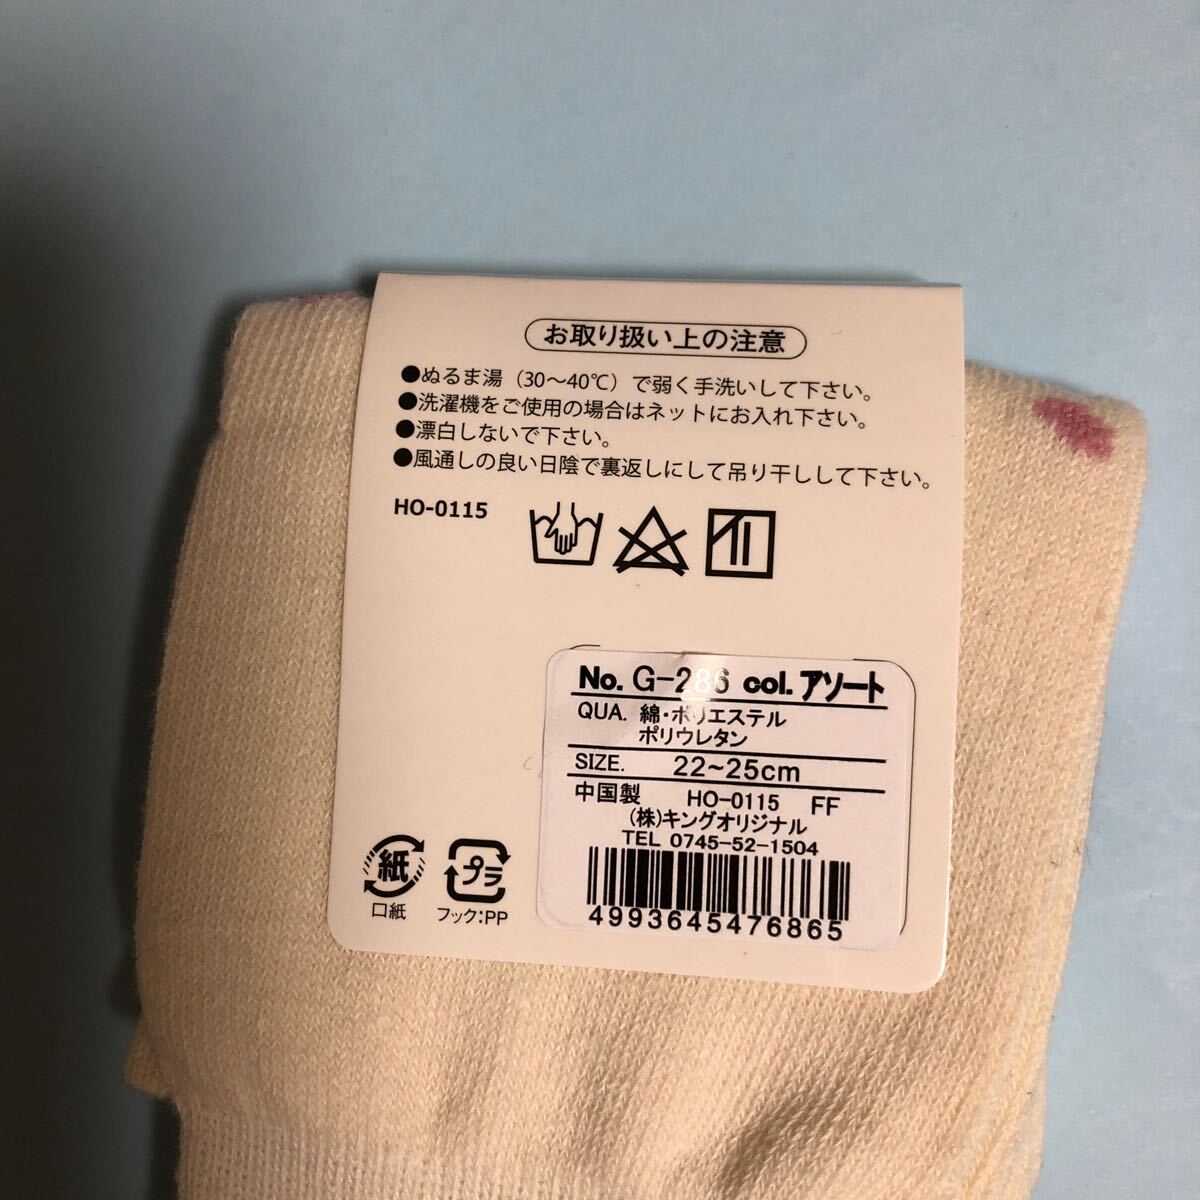 お取り扱い上の注意
●ぬるま湯（30〜40℃）で弱く手洗いして下さい。
●洗濯機をご使用の場合はネットにお入れ下さい。
●漂白しないで下さい。
●風通しの良い日陰で裏返しにして吊り干しして下さい。
HO-0115
No. G-286 col. アソート
QUA. 綿・ポリエステル
ポリウレタン
SIZE. 22~25cm
中国製 HO-0115 FF
(株)キングオリジナル
TEL 0745-52-1504
4993645476865
紙
口紙
プラ
フック:PP